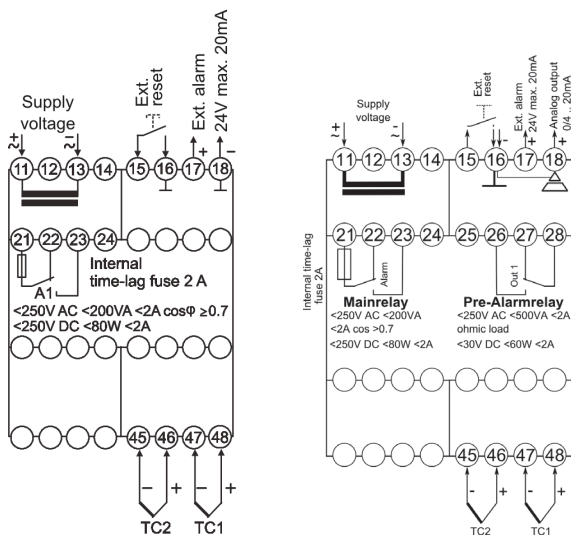 Supply
voltage
Ext.
reset
Ext. alarm
24V max. 20mA
~+
~-
+
-
11 12 13 14 15 16 17 18
21 22 23 24
Internal
time-lag fuse 2 A
A1
<250V AC <200VA <2A cosφ ≥0.7
<250V DC <80W <2A
45 46 47 48
- + - +
TC2 TC1
Supply
voltage
Ext.
reset
Ext. alarm
24V max. 20mA
Analog output
0/4 .. 20mA
~+
~-
-
+
+
11 12 13 14 15 16 17 18
21 22 23 24 25 26 27 28
Internal time-lag
fuse 2A
Alarm
Out 1
Mainrelay
<250V AC <200VA
<2A cos >0.7
<250V DC <80W <2A
Pre-Alarmrelay
<250V AC <500VA <2A
ohmic load
<30V DC <60W <2A
45 46 47 48
- + - +
TC2 TC1